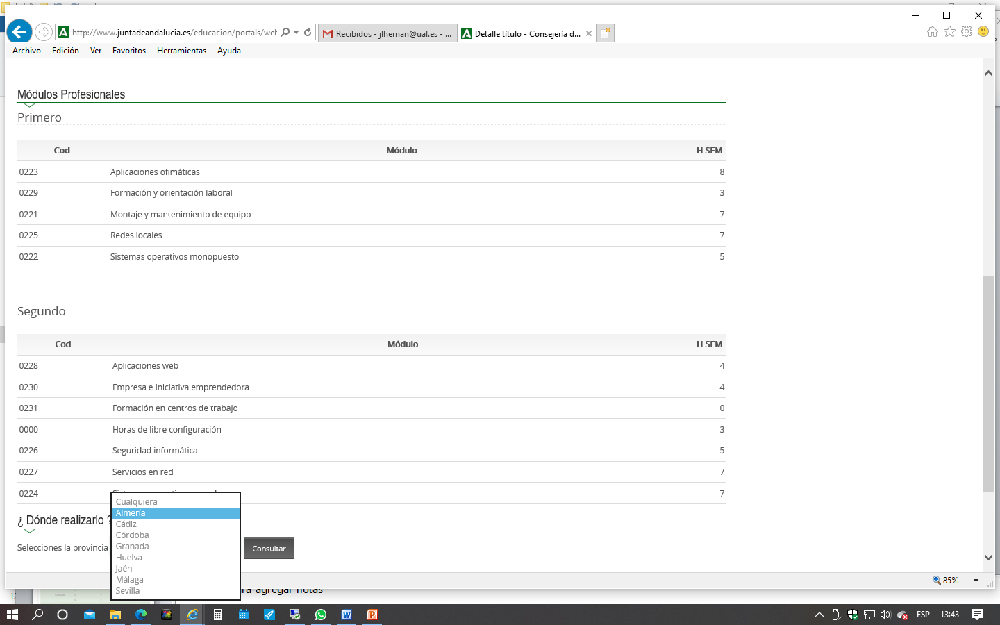 http://www.juntadeandalucia.es/educacion/portals/web
Recibidos - jlhernan@ual.es - ...
Detalle título - Consejería d...
Archivo Edición Ver Favoritos Herramientas Ayuda
Módulos Profesionales
Primero
Cod. Módulo H.SEM.
0223 Aplicaciones ofimáticas 8
0229 Formación y orientación laboral 3
0221 Montaje y mantenimiento de equipo 7
0225 Redes locales 7
0222 Sistemas operativos monopuesto 5
Segundo
Cod. Módulo H.SEM.
0228 Aplicaciones web 4
0230 Empresa e iniciativa emprendedora 4
0231 Formación en centros de trabajo 0
0000 Horas de libre configuración 3
0226 Seguridad informática 5
0227 Servicios en red 7
0224 7
Cualquiera
Almería
Cádiz
Córdoba
Granada
Huelva
Jaén
Málaga
Sevilla
¿ Dónde realizarlo ?
Selecciones la provincia
Consultar
85%
12
agregar notas
ESP 13:43